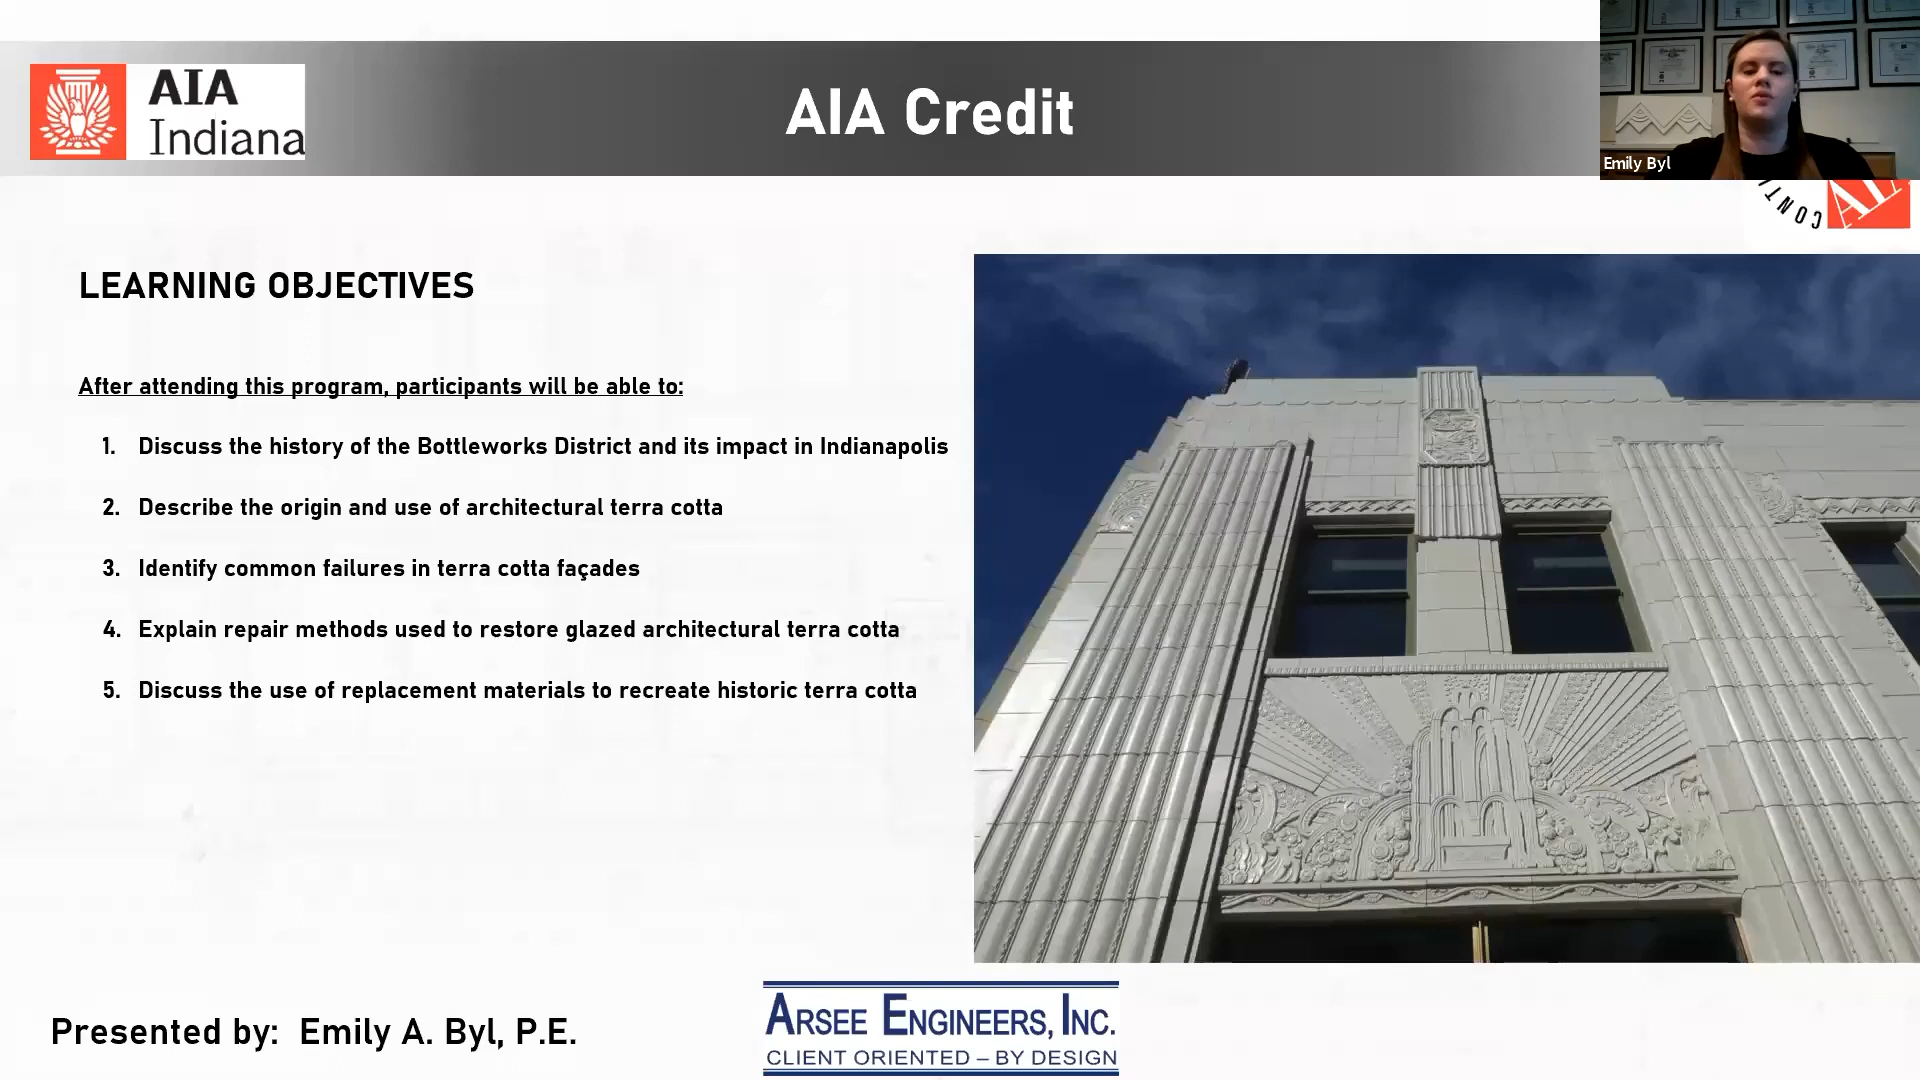 AIA
Indiana
AIA Credit
Emily Byl
CONTI
LEARNING OBJECTIVES
After attending this program, participants will be able to:
1. Discuss the history of the Bottleworks District and its impact in Indianapolis
2. Describe the origin and use of architectural terra cotta
3. Identify common failures in terra cotta façades
4. Explain repair methods used to restore glazed architectural terra cotta
5. Discuss the use of replacement materials to recreate historic terra cotta
Presented by: Emily A. Byl, P.E.
ARSEE ENGINEERS, INC.
CLIENT ORIENTED – BY DESIGN